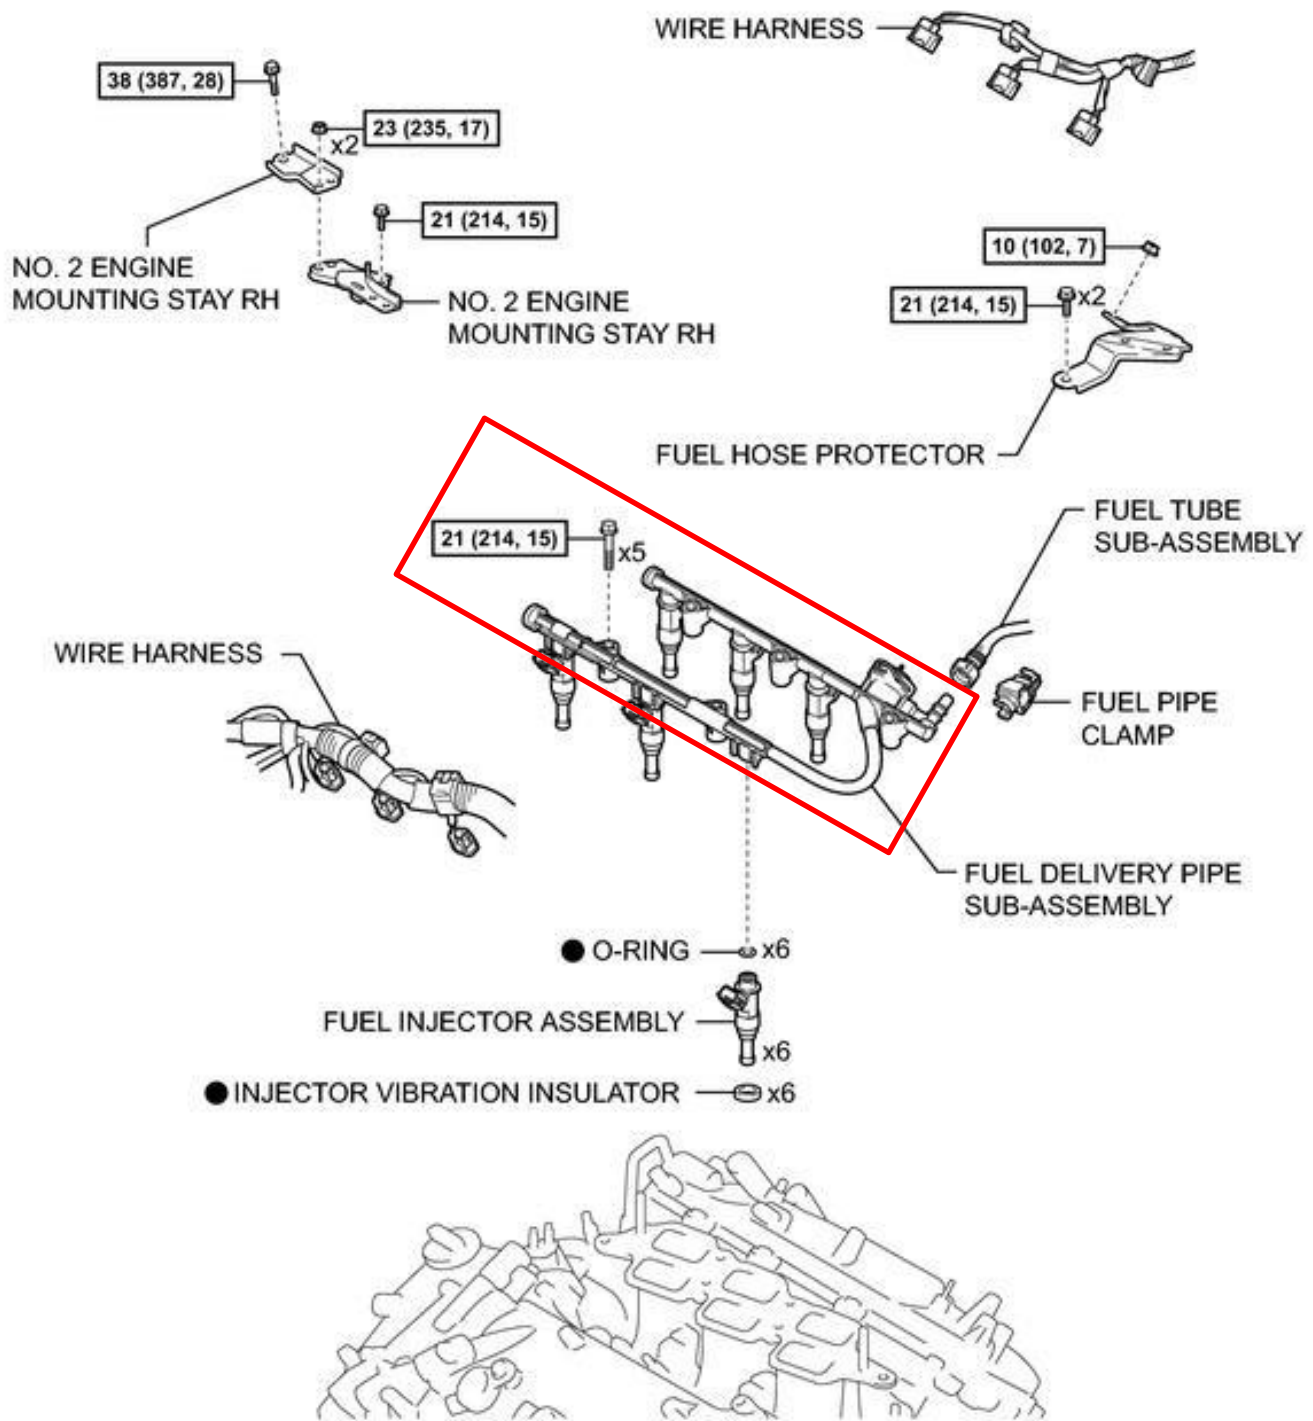 WIRE HARNESS
38 (387, 28)
23 (235, 17)
x2
21 (214, 15)
NO. 2 ENGINE
MOUNTING STAY RH
NO. 2 ENGINE
MOUNTING STAY RH
10 (102, 7)
21 (214, 15)
x2
FUEL HOSE PROTECTOR
FUEL TUBE
SUB-ASSEMBLY
21 (214, 15)
x5
WIRE HARNESS
FUEL PIPE
CLAMP
FUEL DELIVERY PIPE
SUB-ASSEMBLY
● O-RING
x6
FUEL INJECTOR ASSEMBLY
x6
● INJECTOR VIBRATION INSULATOR
x6